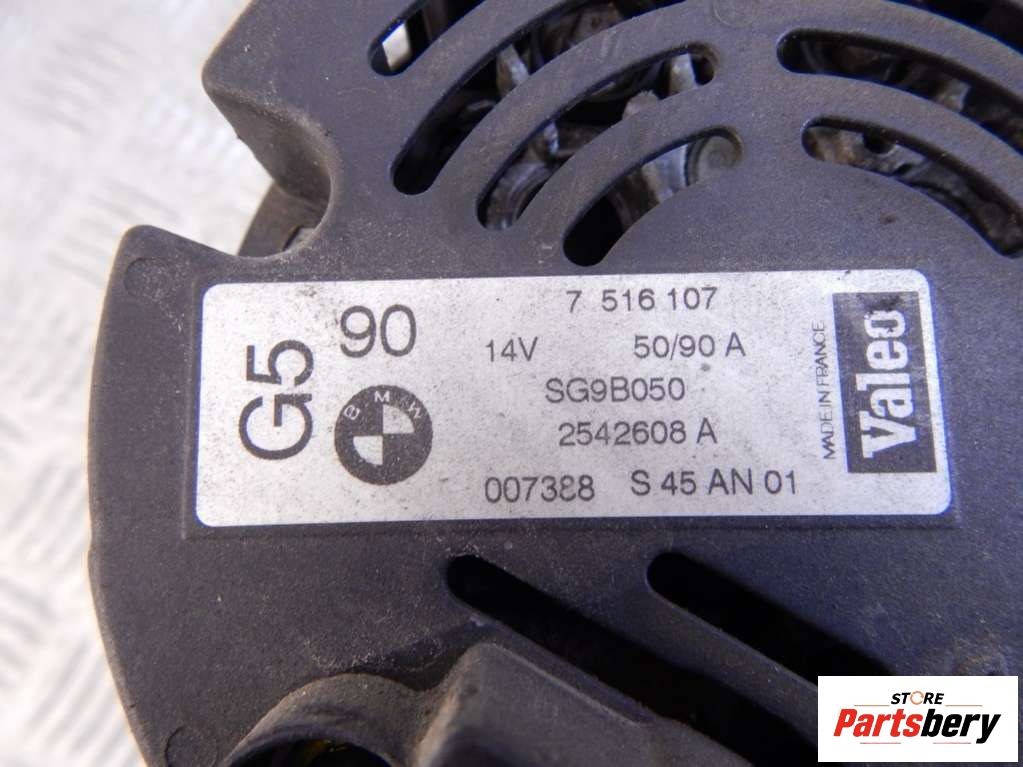 G5
90
7 516 107
14V 50/90 A
BMW
SG9B050
2542608 A
007388 S 45 AN 01
MADE IN FRANCE
Valeo
STORE
Partsbery